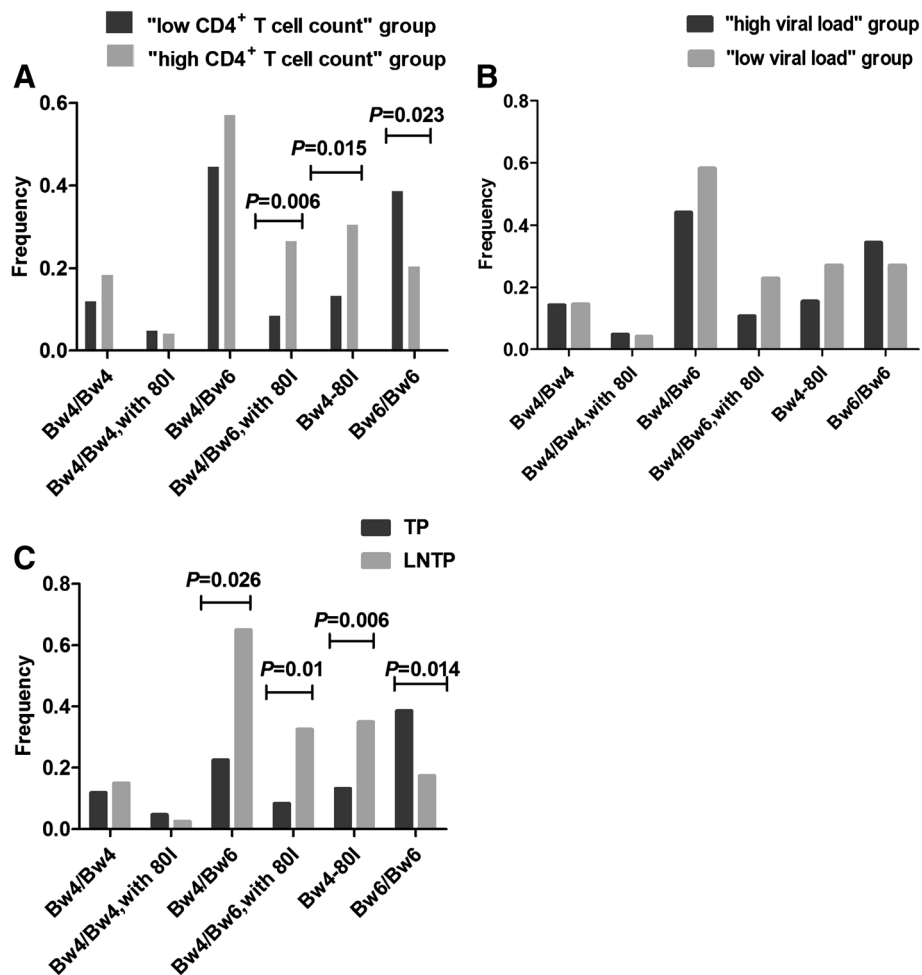 "low CD4+ T cell count" group
"high CD4+ T cell count" group
A
Frequency
0.6
0.4
0.2
0.0
P=0.006
P=0.015
P=0.023
Bw4/Bw4
Bw4/Bw4,with 80I
Bw4/Bw6
Bw4/Bw6,with 80I
Bw4-80I
Bw6/Bw6
"high viral load" group
"low viral load" group
B
Frequency
0.8
0.6
0.4
0.2
0.0
Bw4/Bw4
Bw4/Bw4,with 80I
Bw4/Bw6
Bw4/Bw6,with 80I
Bw4-80I
Bw6/Bw6
TP
LNTP
C
Frequency
0.8
0.6
0.4
0.2
0.0
P=0.026
P=0.01
P=0.006
P=0.014
Bw4/Bw4
Bw4/Bw4,with 80I
Bw4/Bw6
Bw4/Bw6,with 80I
Bw4-80I
Bw6/Bw6